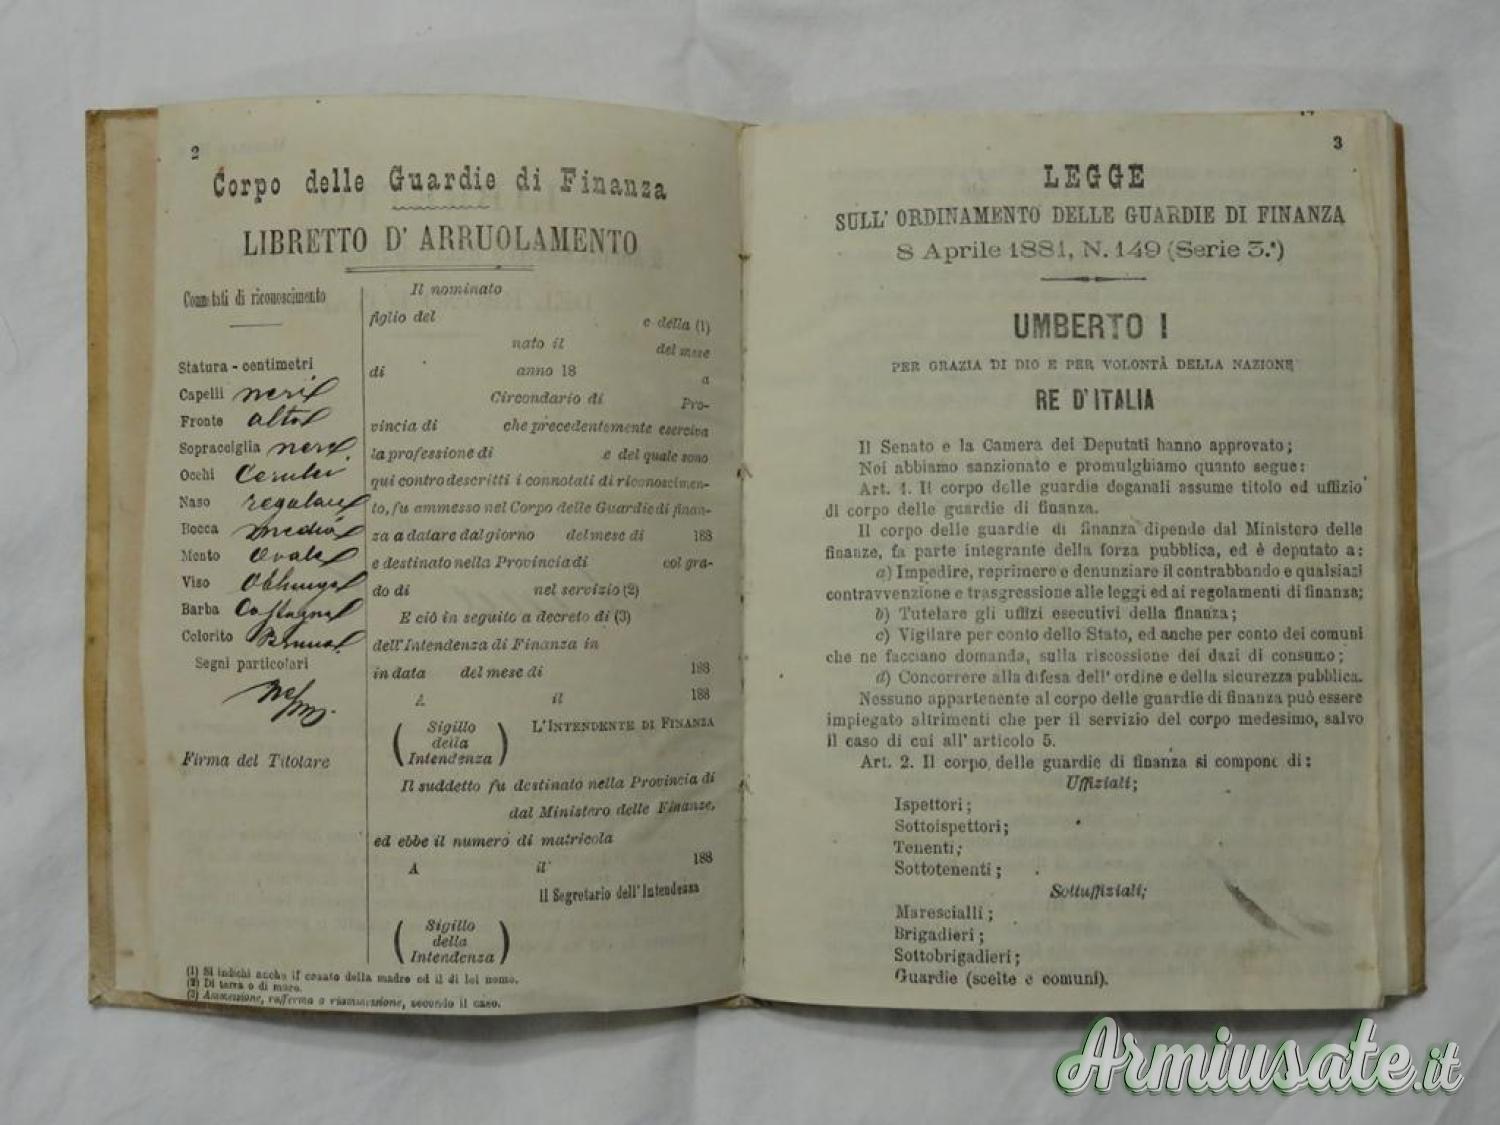 2
Corpo delle Guardie di Finanza
LIBRETTO D' ARRUOLAMENTO
Connotati di riconoscimento
Statura - centimetri
Capelli neri
Fronte alta
Sopracciglia nere
Occhi Cerulei
Naso regolare
Bocca media
Mento Ovale
Viso Oblungo
Barba Castagna
Colorito Bruno
Segni particolari
Firma del Titolare
Il nominato
figlio del e della (1)
nato il del mese
di anno 18 a
Circondario di Pro-
vincia di che precedentemente eserciva
la professione di e del quale sono
qui controdescritti i connotati di riconoscimen-
to, fu ammesso nel Corpo delle Guardie di finan-
za a datare dal giorno del mese di 188
e destinato nella Provincia di col gra-
do di nel servizio (2)
E ciò in seguito a decreto di (3)
dell'Intendenza di Finanza in
in data del mese di 188
il 188
( Sigillo della Intendenza ) L'INTENDENTE DI FINANZA
Il suddetto fu destinato nella Provincia di
dal Ministero delle Finanze,
ed ebbe il numero di matricola
A il 188
Il Segretario dell'Intendenza
( Sigillo della Intendenza )
(1) Si indichi anche il casato della madre ed il di lei nome.
(2) Di terra o di mare.
(3) Ammissione, rafferma o riammissione, secondo il caso.
3
LEGGE
SULL' ORDINAMENTO DELLE GUARDIE DI FINANZA
8 Aprile 1881, N. 149 (Serie 3.ª)
UMBERTO I
PER GRAZIA DI DIO E PER VOLONTÀ DELLA NAZIONE
RE D'ITALIA
Il Senato e la Camera dei Deputati hanno approvato;
Noi abbiamo sanzionato e promulghiamo quanto segue:
Art. 1. Il corpo delle guardie doganali assume titolo ed uffizio
di corpo delle guardie di finanza.
Il corpo delle guardie di finanza dipende dal Ministero delle
finanze, fa parte integrante della forza pubblica, ed è deputato a:
a) Impedire, reprimere e denunziare il contrabbando e qualsiasi
contravvenzione e trasgressione alle leggi ed ai regolamenti di finanza;
b) Tutelare gli uffizi esecutivi della finanza;
c) Vigilare per conto dello Stato, ed anche per conto dei comuni
che ne facciano domanda, sulla riscossione dei dazi di consumo;
d) Concorrere alla difesa dell' ordine e della sicurezza pubblica.
Nessuno appartenente al corpo delle guardie di finanza può essere
impiegato altrimenti che per il servizio del corpo medesimo, salvo
il caso di cui all' articolo 5.
Art. 2. Il corpo delle guardie di finanza si compone di:
Uffiziali;
Ispettori;
Sottoispettori;
Tenenti;
Sottotenenti;
Sottuffiziali;
Marescialli;
Brigadieri;
Sottobrigadieri;
Guardie (scelte e comuni).
Armiusate.it